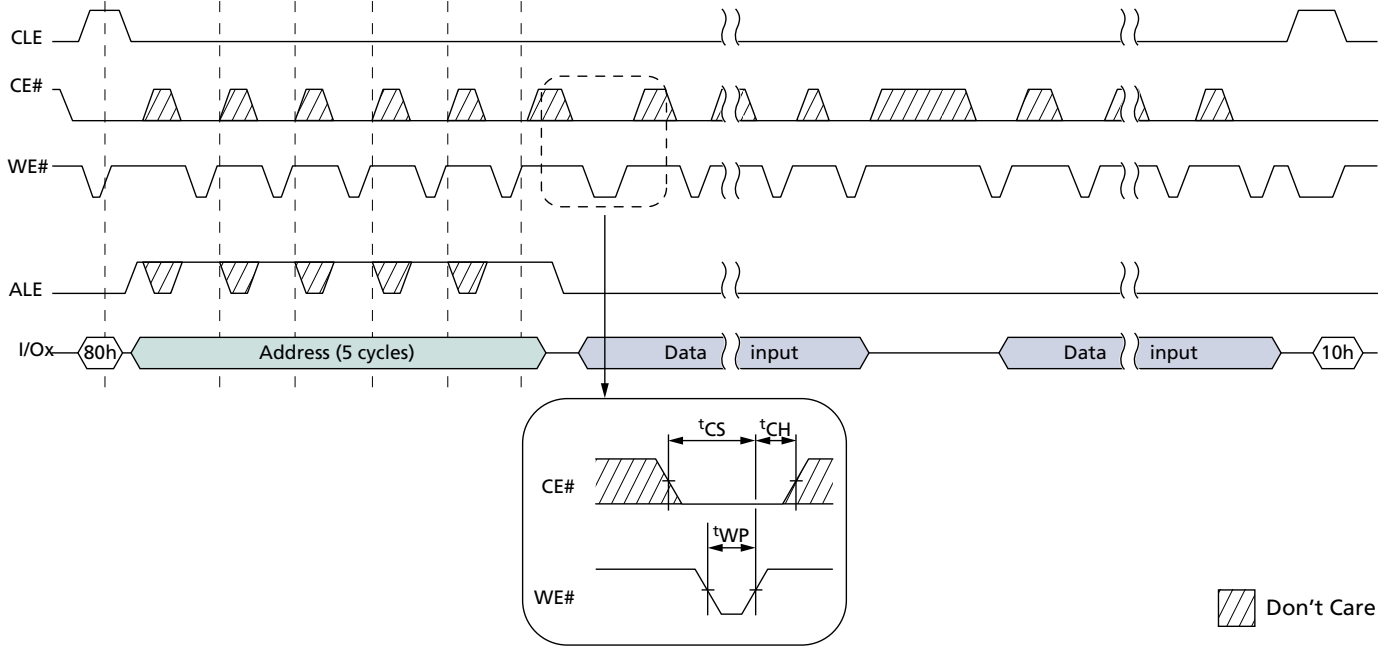 CLE
CE#
WE#
ALE
I/Ox
80h
Address (5 cycles)
Data input
Data input
10h
tCS
tCH
CE#
tWP
WE#
Don't Care